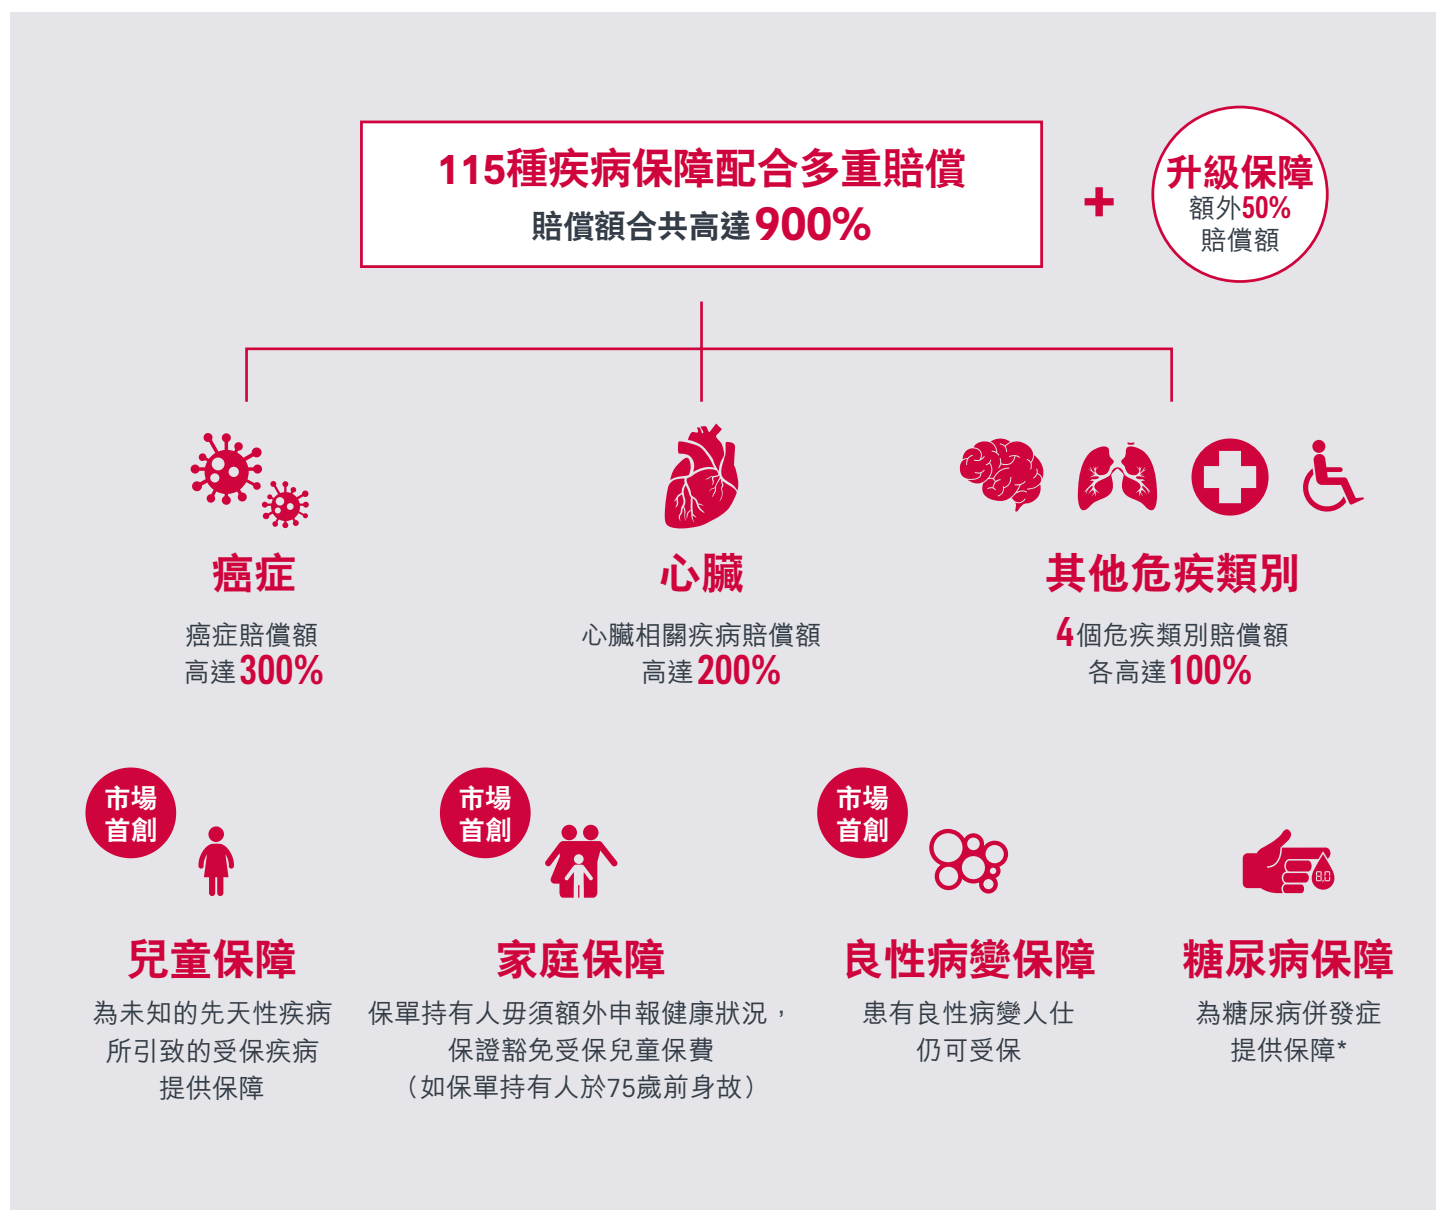 115種疾病保障配合多重賠償
賠償額合共高達900%
+
升級保障
額外50%
賠償額
癌症
癌症賠償額
高達300%
心臟
心臟相關疾病賠償額
高達200%
其他危疾類別
4個危疾類別賠償額
各高達100%
市場
首創
兒童保障
為未知的先天性疾病
所引致的受保疾病
提供保障
市場
首創
家庭保障
保單持有人毋須額外申報健康狀況，
保證豁免受保兒童保費
（如保單持有人於75歲前身故）
市場
首創
良性病變保障
患有良性病變人仕
仍可受保
8.0
糖尿病保障
為糖尿病併發症
提供保障*